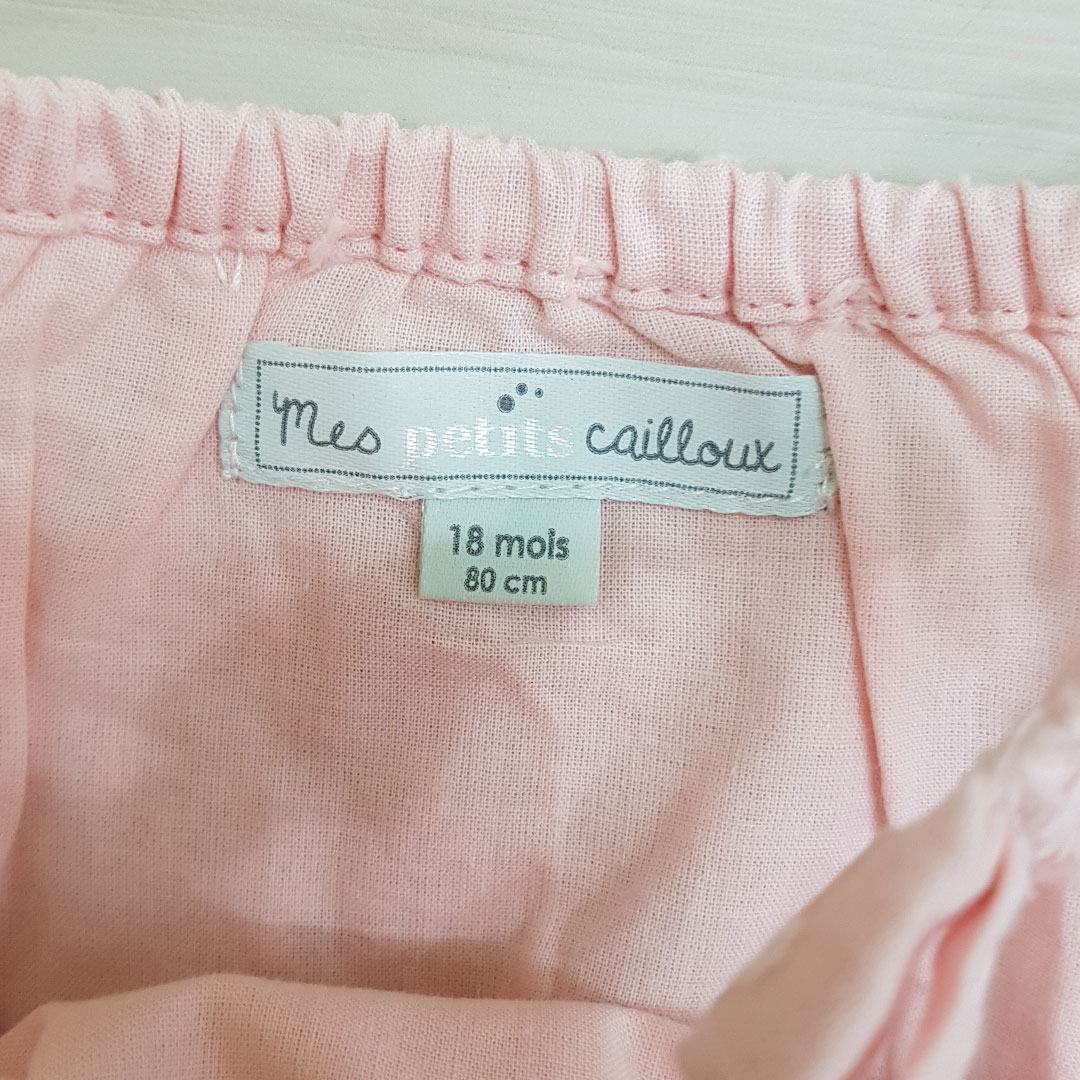 Mes petits cailloux
18 mois
80 cm